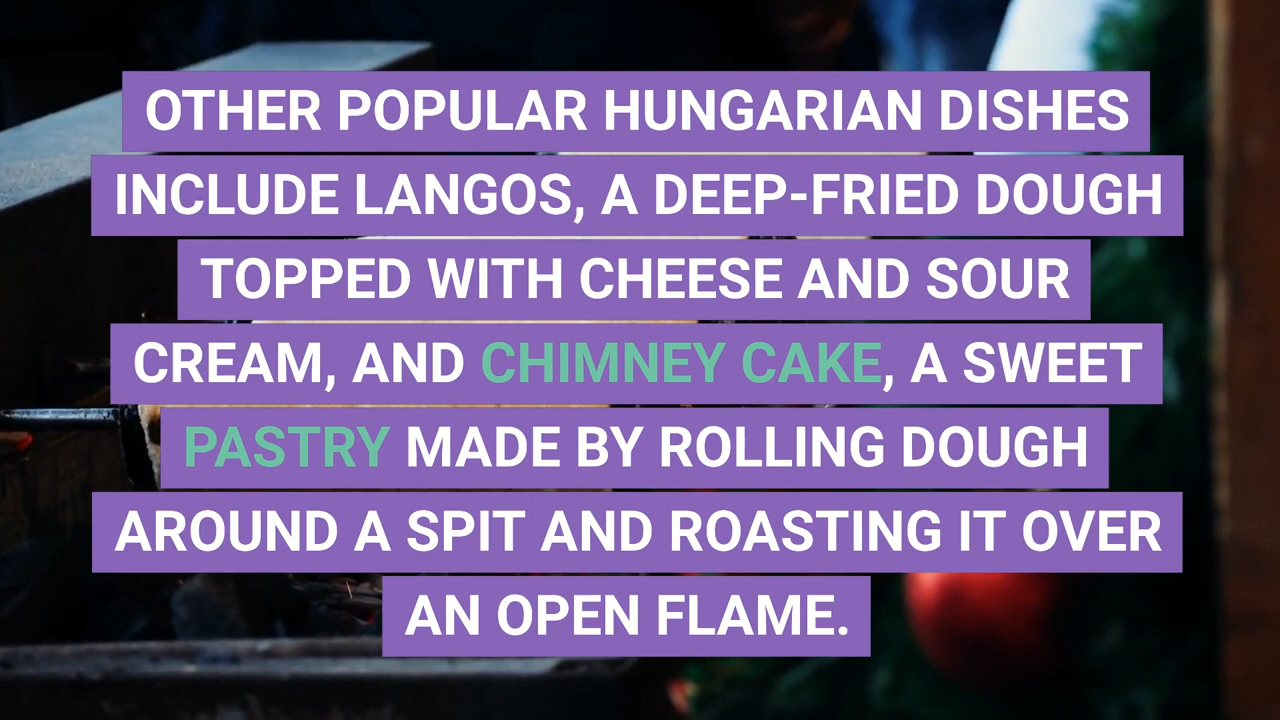 OTHER POPULAR HUNGARIAN DISHES
INCLUDE LANGOS, A DEEP-FRIED DOUGH
TOPPED WITH CHEESE AND SOUR
CREAM, AND CHIMNEY CAKE, A SWEET
PASTRY MADE BY ROLLING DOUGH
AROUND A SPIT AND ROASTING IT OVER
AN OPEN FLAME.